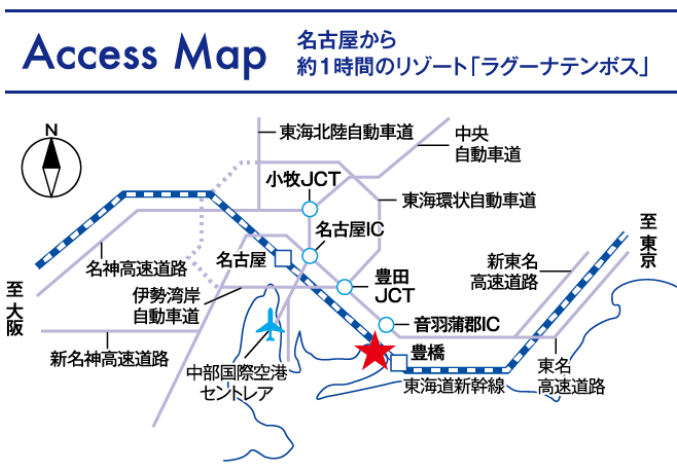 Access Map
名古屋から
約1時間のリゾート「ラグーナテンボス」
N
東海北陸自動車道
中央
自動車道
小牧JCT
東海環状自動車道
名古屋IC
至東京
名古屋
新東名
高速道路
名神高速道路
豊田
JCT
至大阪
伊勢湾岸
自動車道
音羽蒲郡IC
新名神高速道路
豊橋
中部国際空港
セントレア
東海道新幹線
東名
高速道路